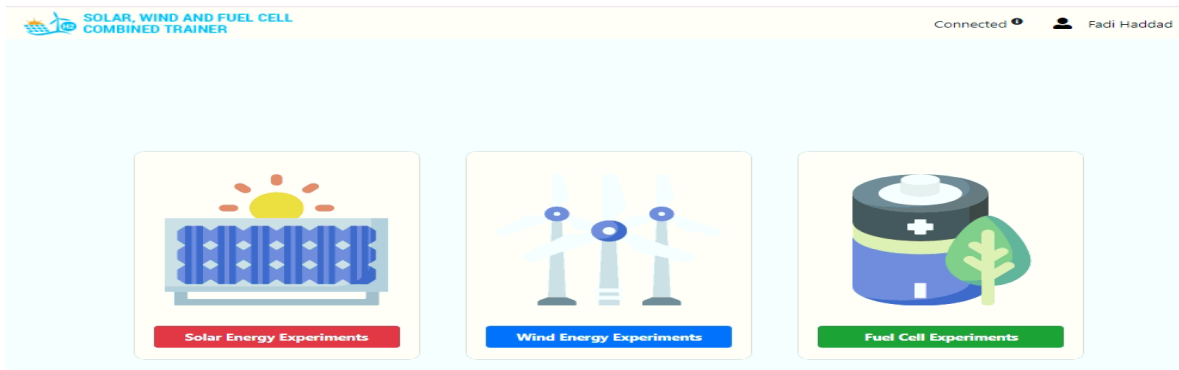 SOLAR, WIND AND FUEL CELL
COMBINED TRAINER
H2
Connected
Fadi Haddad
Solar Energy Experiments
Wind Energy Experiments
Fuel Cell Experiments